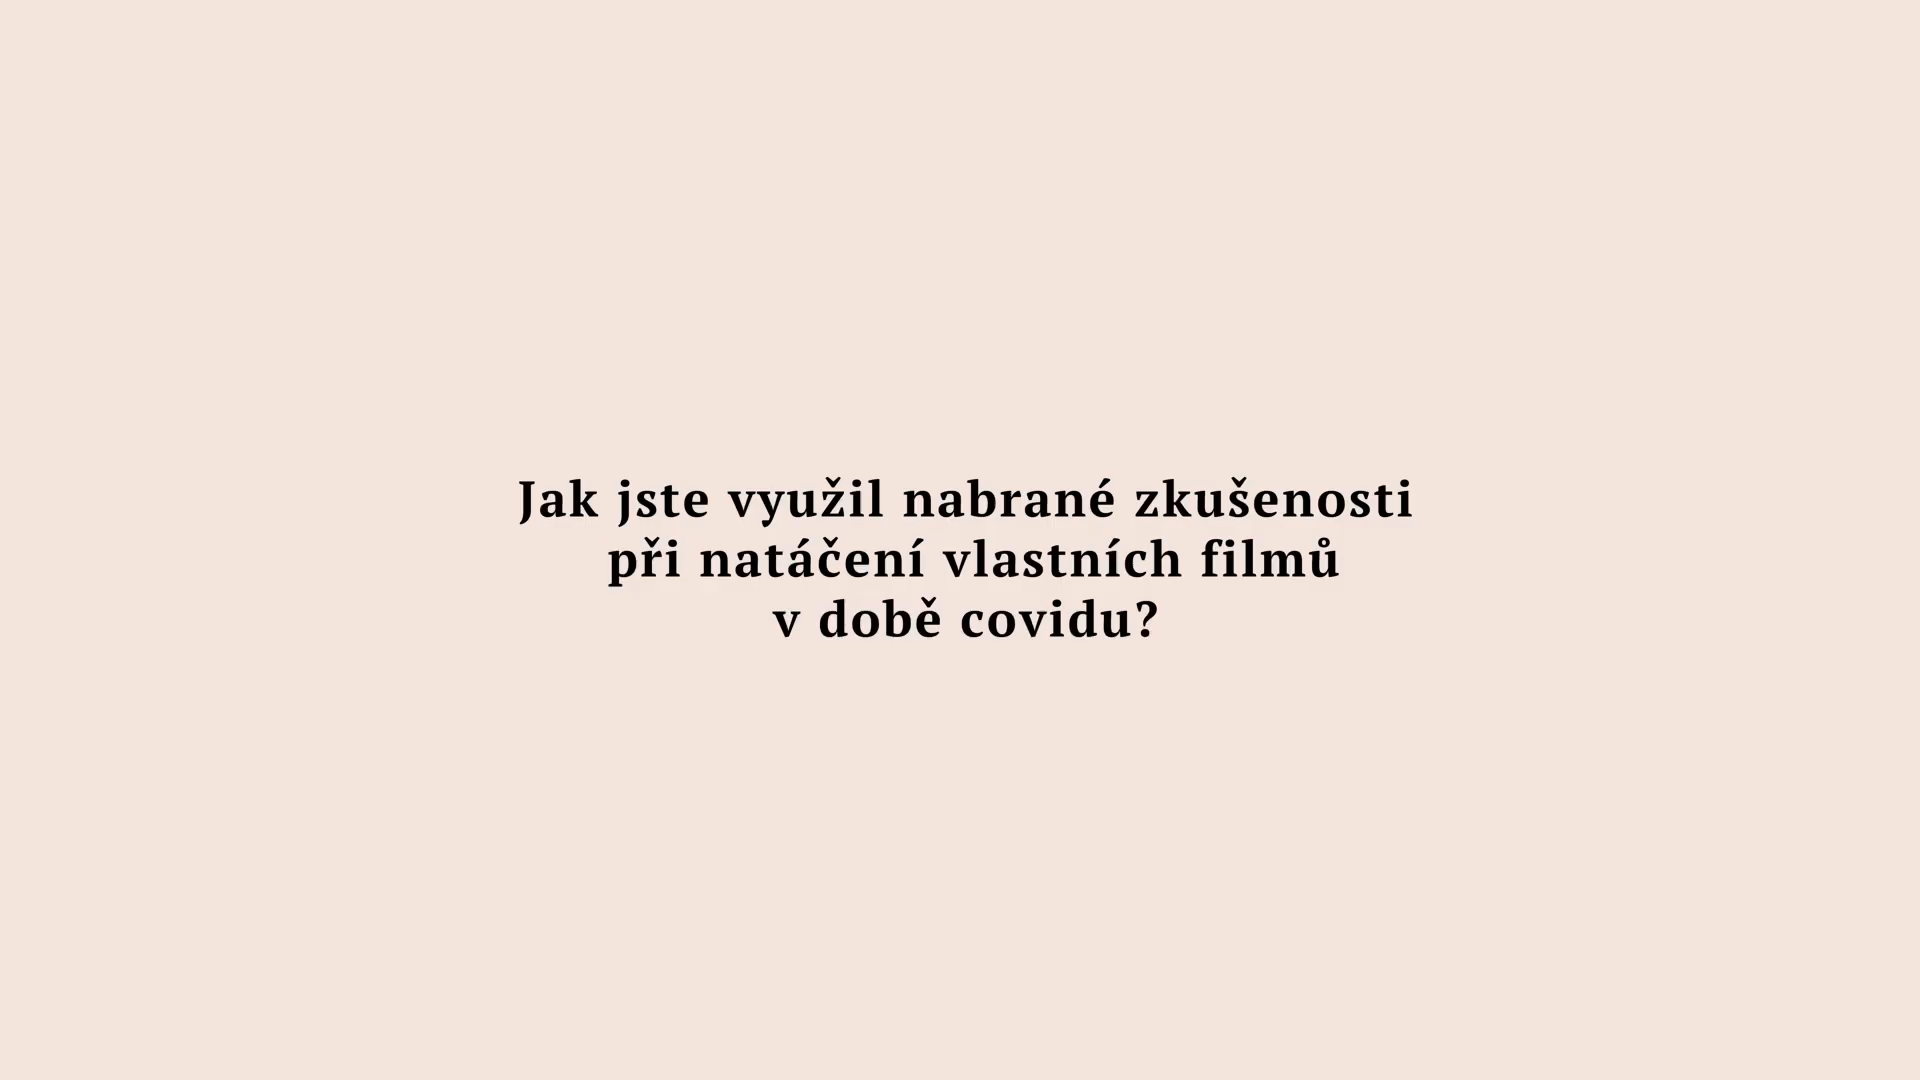 Jak jste využil nabrané zkušenosti
při natáčení vlastních filmů
v době covidu?